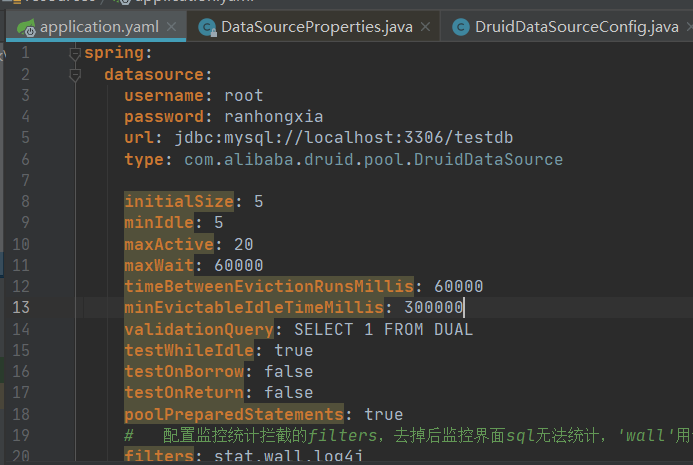 application.yaml
application.yaml DataSourceProperties.java DruidDataSourceConfig.java
1 spring:
2 datasource:
3 username: root
4 password: ranhongxia
5 url: jdbc:mysql://localhost:3306/testdb
6 type: com.alibaba.druid.pool.DruidDataSource
7
8 initialSize: 5
9 minIdle: 5
10 maxActive: 20
11 maxWait: 60000
12 timeBetweenEvictionRunsMillis: 60000
13 minEvictableIdleTimeMillis: 300000
14 validationQuery: SELECT 1 FROM DUAL
15 testWhileIdle: true
16 testOnBorrow: false
17 testOnReturn: false
18 poolPreparedStatements: true
19 # 配置监控统计拦截的filters，去掉后监控界面sql无法统计，'wall'用
20 filters: stat,wall,log4j